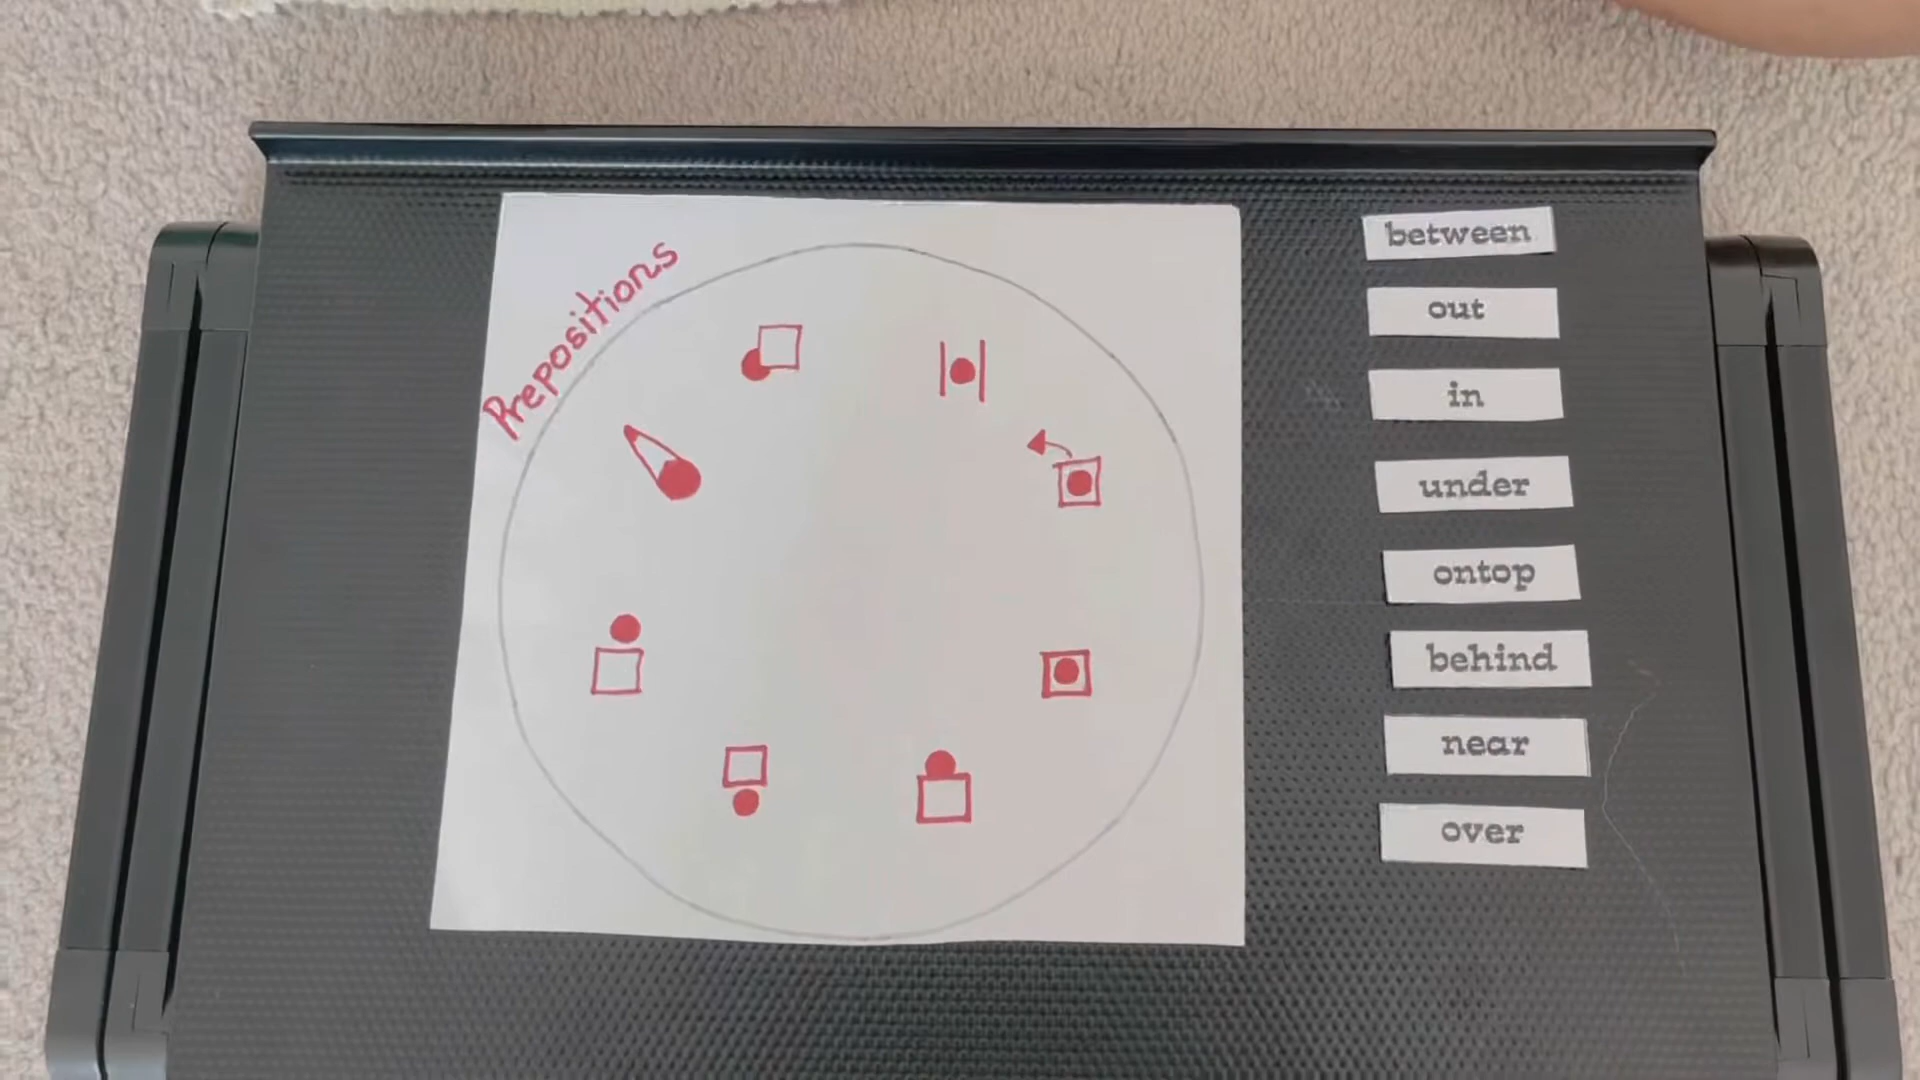 Prepositions
between
out
in
under
ontop
behind
near
over